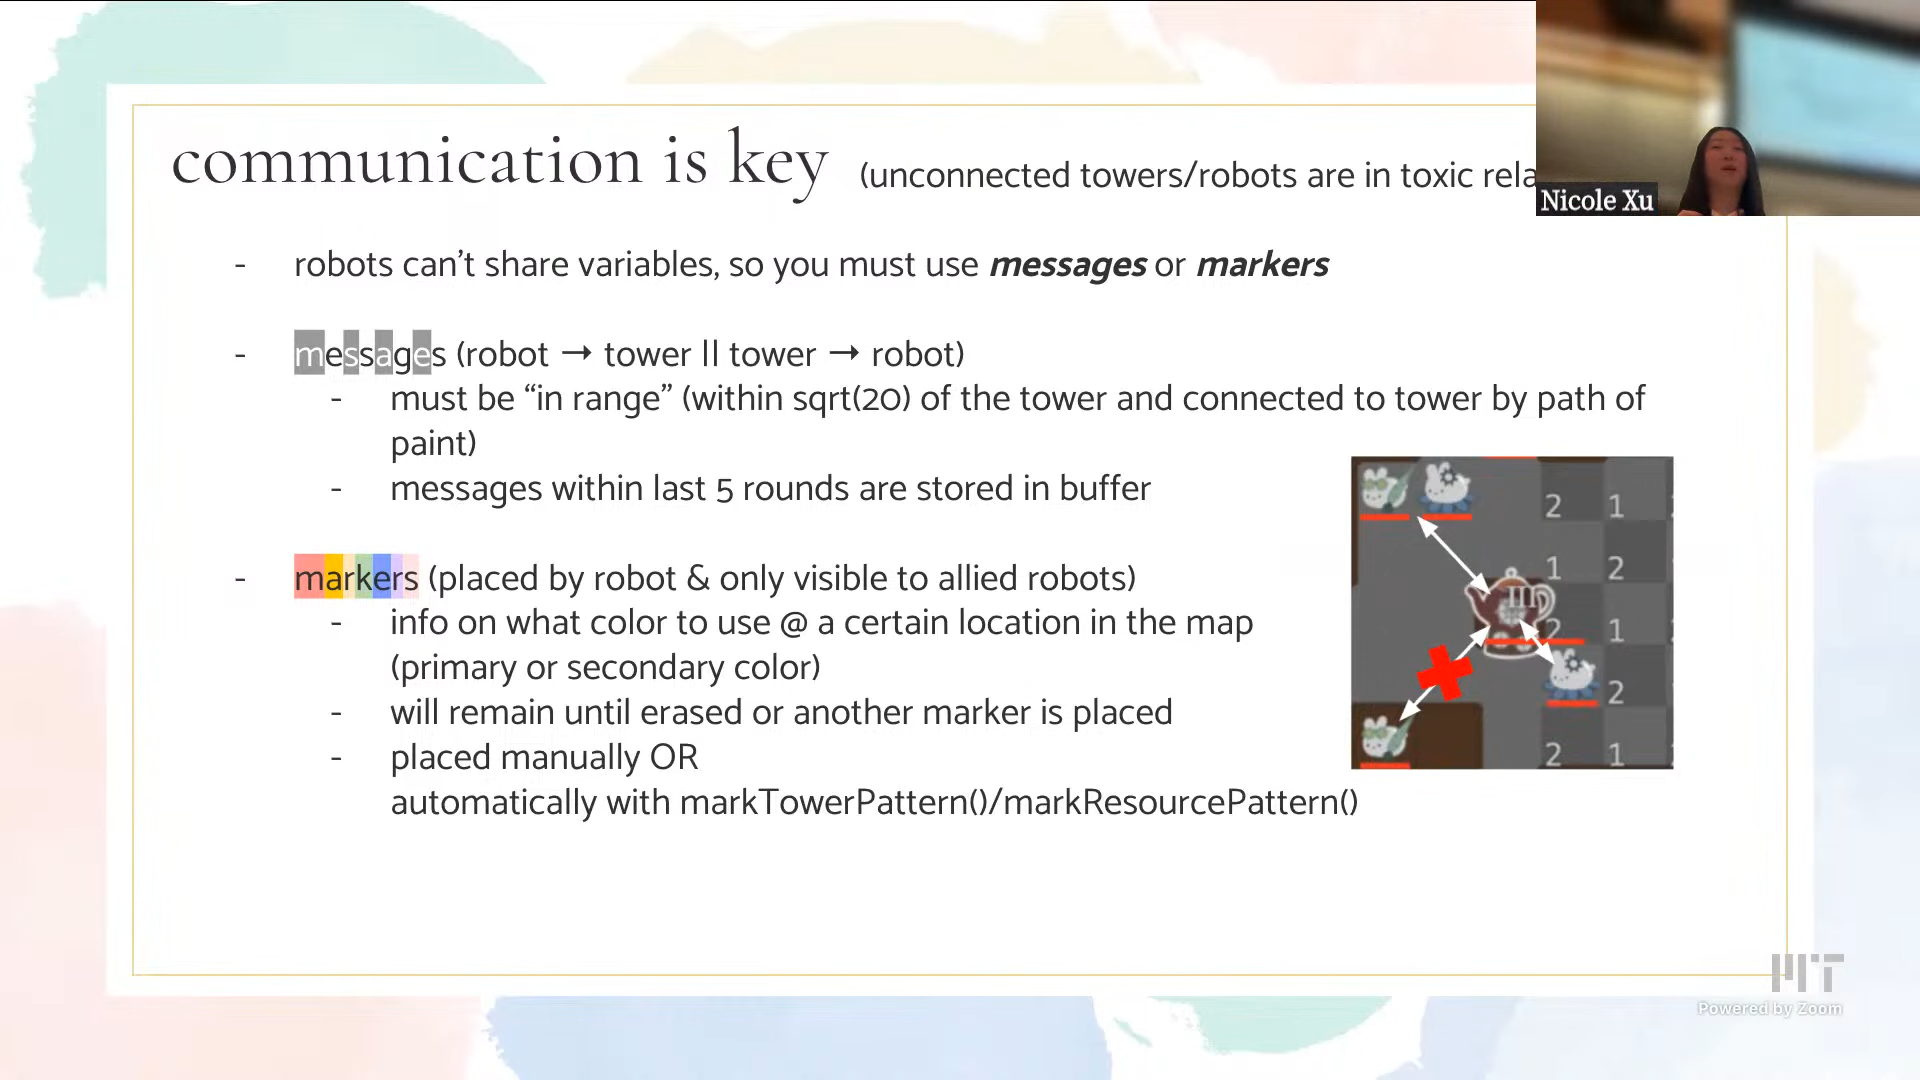 communication is key (unconnected towers/robots are in toxic rela
Nicole Xu
- robots can't share variables, so you must use messages or markers
- messages (robot → tower || tower → robot)
- must be “in range” (within sqrt(20) of the tower and connected to tower by path of
paint)
- messages within last 5 rounds are stored in buffer
- markers (placed by robot & only visible to allied robots)
- info on what color to use @ a certain location in the map
(primary or secondary color)
- will remain until erased or another marker is placed
- placed manually OR
automatically with markTowerPattern()/markResourcePattern()
2 1
1 2
III
2 1
2
2 1
MIT
Powered by Zoom